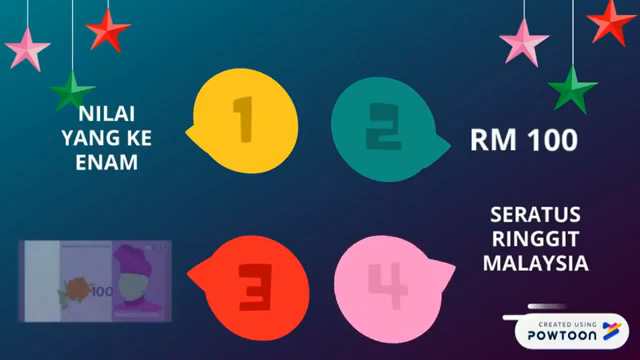 NILAI
YANG KE
ENAM
1
2
RM 100
3
4
SERATUS
RINGGIT
MALAYSIA
100
CREATED USING
POWTOON